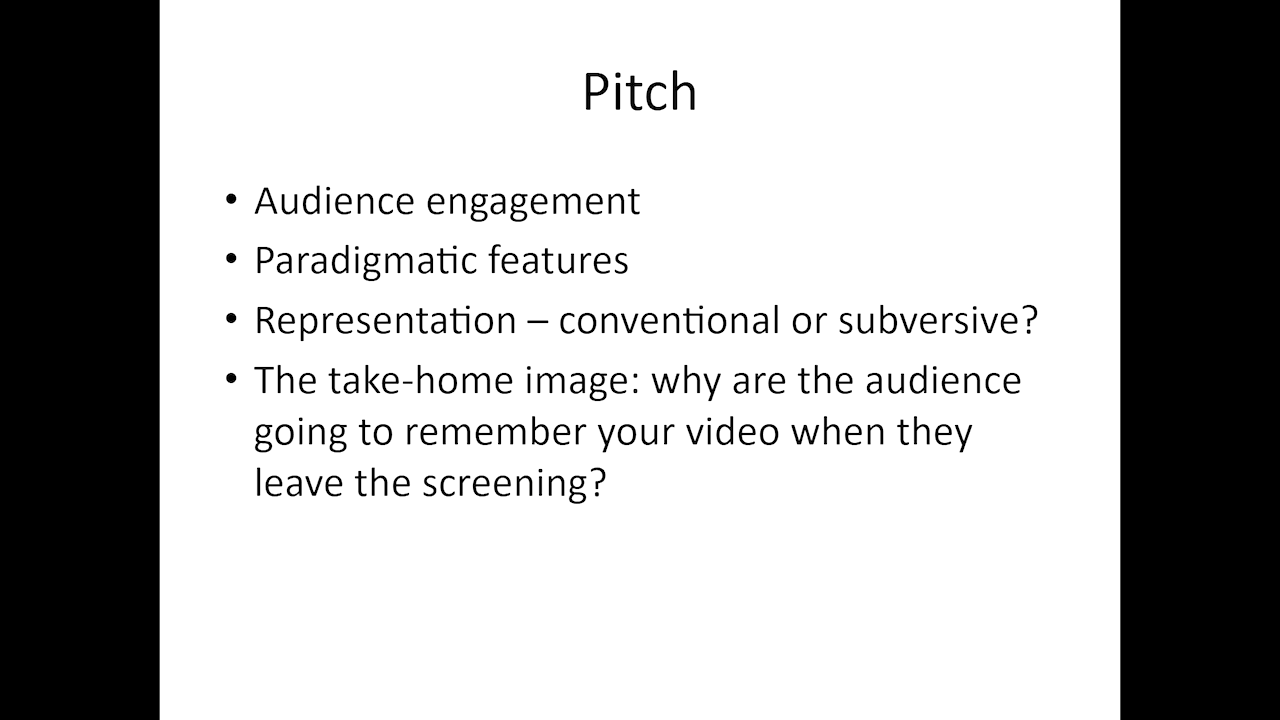 Pitch
• Audience engagement
• Paradigmatic features
• Representation – conventional or subversive?
• The take-home image: why are the audience
going to remember your video when they
leave the screening?